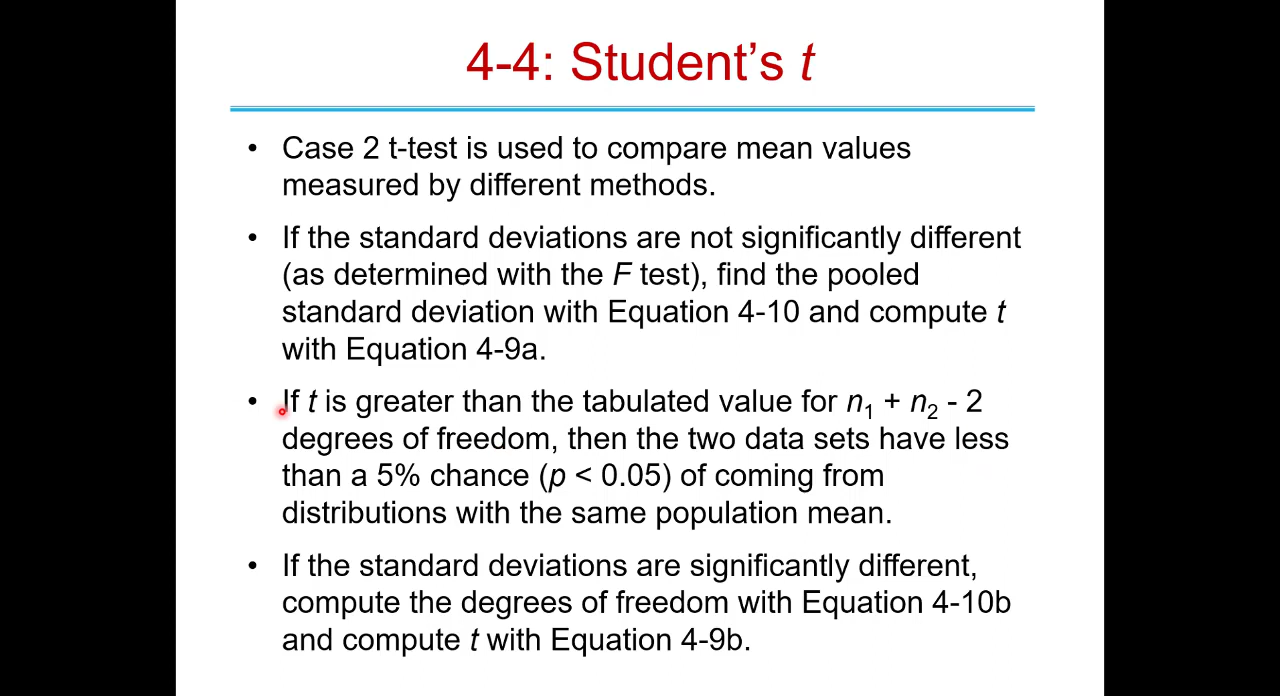 4-4: Student’s t
• Case 2 t-test is used to compare mean values
measured by different methods.
• If the standard deviations are not significantly different
(as determined with the F test), find the pooled
standard deviation with Equation 4-10 and compute t
with Equation 4-9a.
• If t is greater than the tabulated value for n₁ + n₂ - 2
degrees of freedom, then the two data sets have less
than a 5% chance (p < 0.05) of coming from
distributions with the same population mean.
• If the standard deviations are significantly different,
compute the degrees of freedom with Equation 4-10b
and compute t with Equation 4-9b.